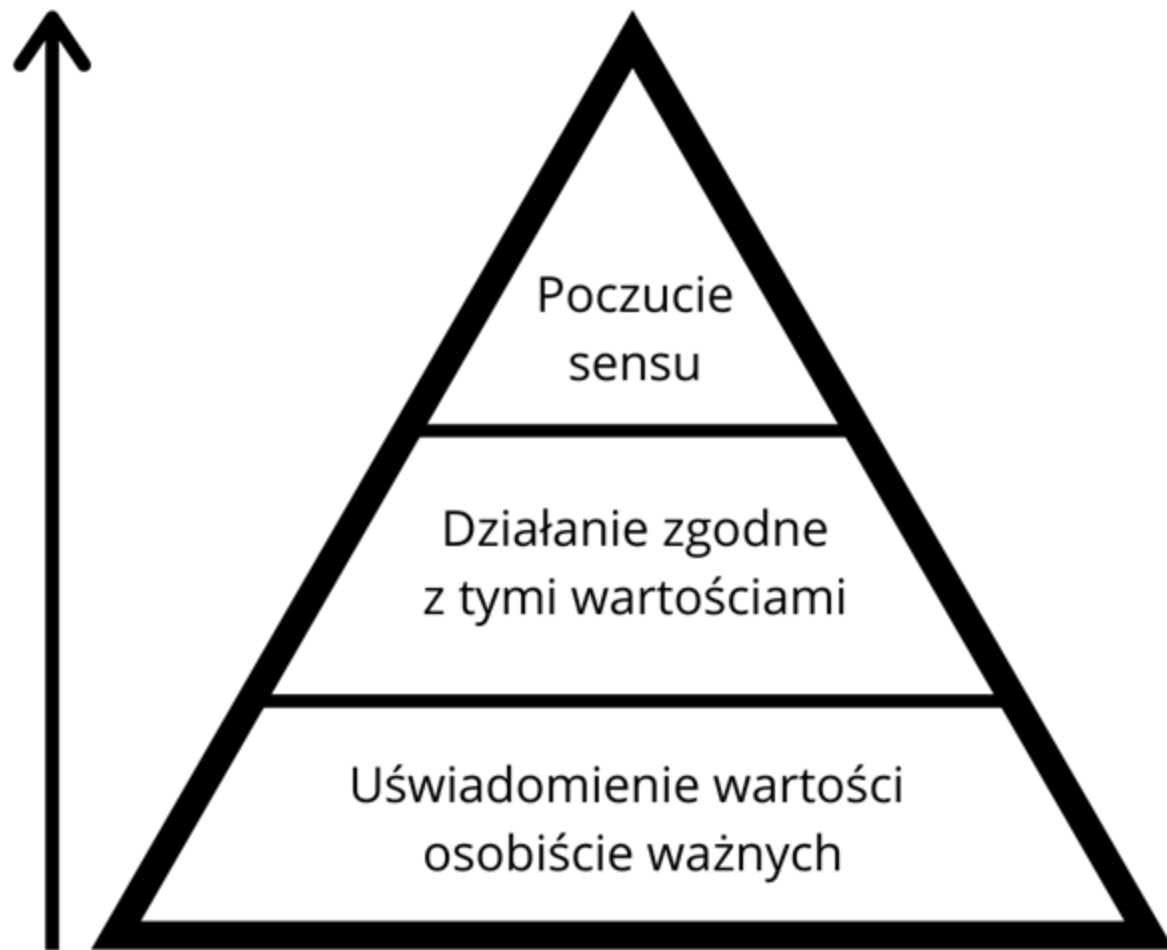 Poczucie
sensu
Działanie zgodne
z tymi wartościami
Uświadomienie wartości
osobiście ważnych